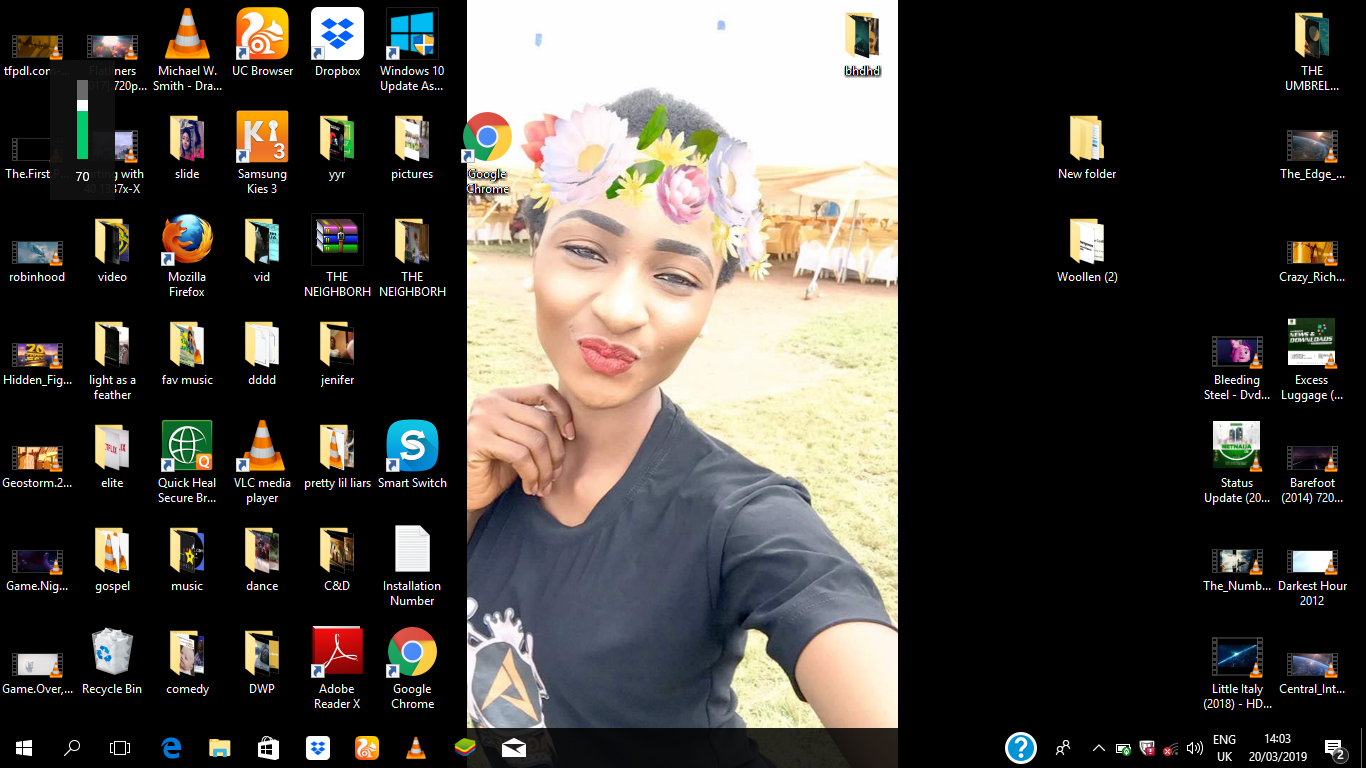 tfpdl.com-...
Flatliners
(2017) 720p...
Michael W.
Smith - Dra...
UC Browser
Dropbox
Windows 10
Update As...
bhdhd
THE
UMBREL...
70
The.First.P...
slide
Samsung
Kies 3
Ki
3
yyr
pictures
Google
Chrome
New folder
The_Edge_...
robinhood
video
Mozilla
Firefox
vid
THE
NEIGHBORH
THE
NEIGHBORH
Woollen (2)
Crazy_Rich...
Hidden_Fig...
light as a
feather
fav music
dddd
jenifer
Bleeding
Steel - Dvd...
NEWS &
DOWNLOADS
Excess
Luggage (...
Geostorm.2...
elite
Quick Heal
Secure Br...
VLC media
player
pretty lil liars
Smart Switch
NETNAIJA
Status
Update (20...
Barefoot
(2014) 720...
Game.Nig...
gospel
music
dance
C&D
Installation
Number
The_Numb...
Darkest Hour
2012
Game.Over,...
Recycle Bin
comedy
DWP
Adobe
Reader X
Google
Chrome
Little Italy
(2018) - HD...
Central_Int...
ENG
UK
14:03
20/03/2019
2